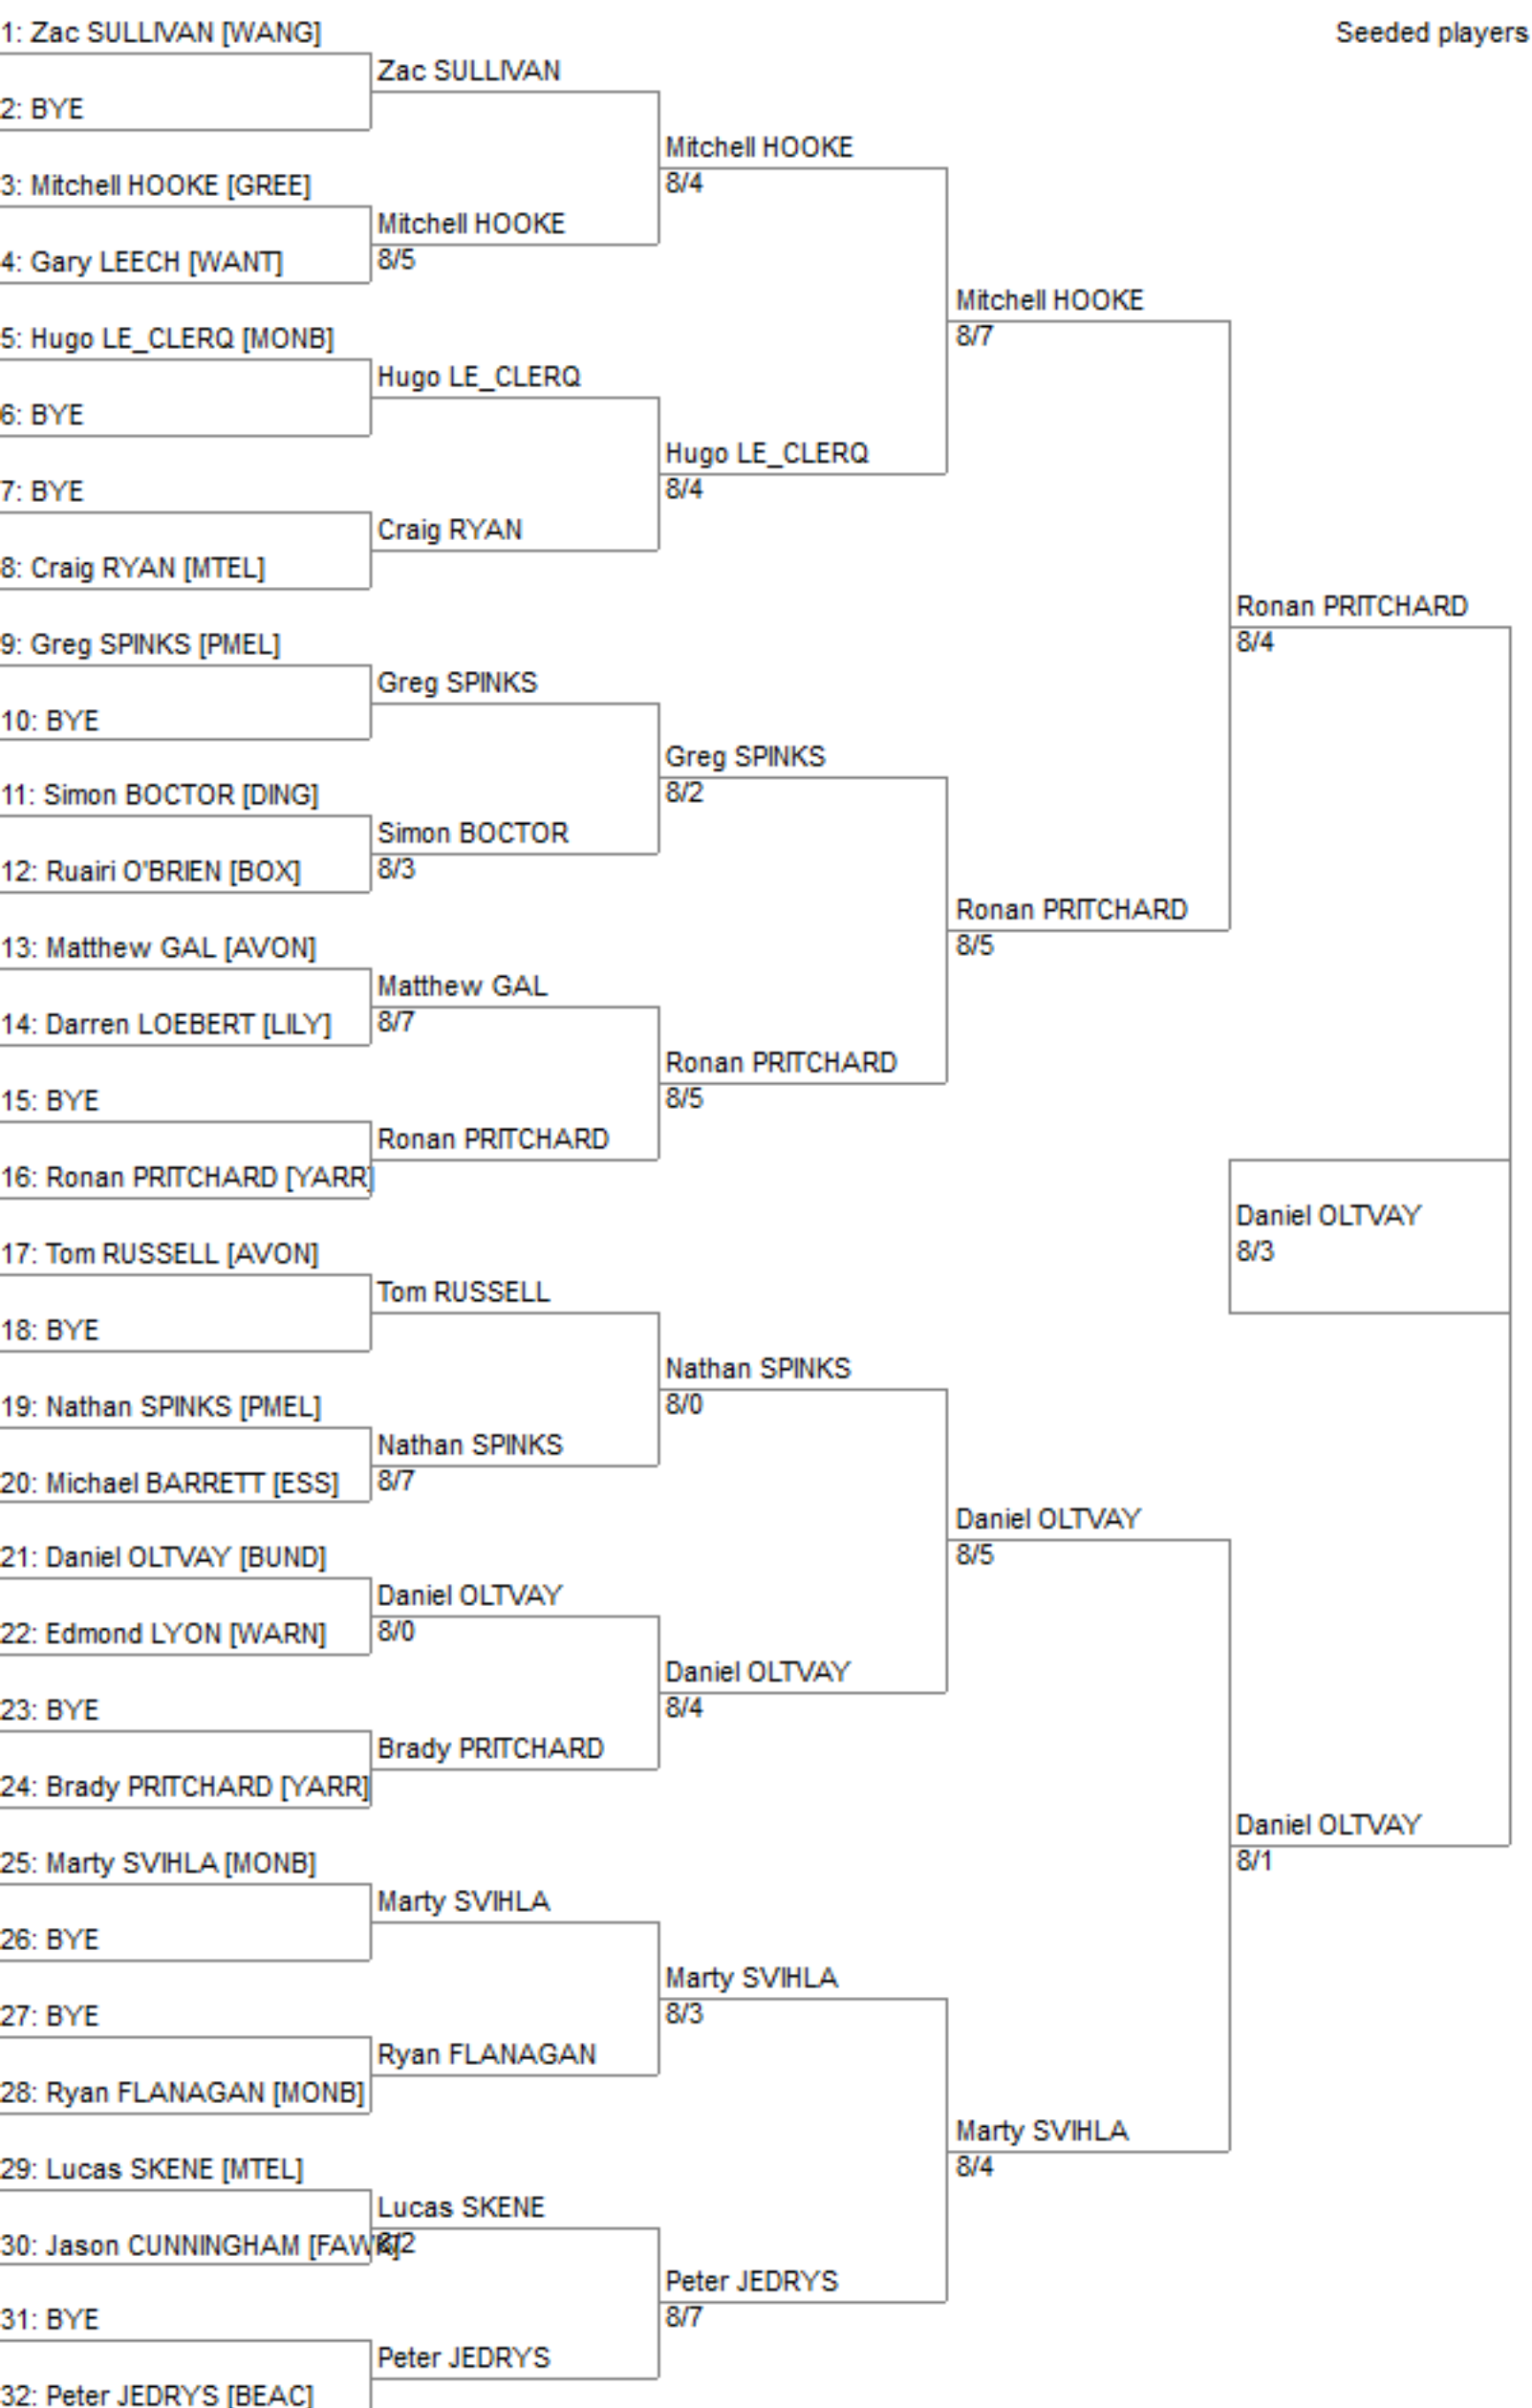 1: Zac SULLIVAN [WANG]
Seeded players
Zac SULLIVAN
2: BYE
Mitchell HOOKE
8/4
3: Mitchell HOOKE [GREE]
Mitchell HOOKE
8/5
4: Gary LEECH [WANT]
Mitchell HOOKE
8/7
5: Hugo LE_CLERQ [MONB]
Hugo LE_CLERQ
6: BYE
Hugo LE_CLERQ
8/4
7: BYE
Craig RYAN
8: Craig RYAN [MTEL]
Ronan PRITCHARD
8/4
9: Greg SPINKS [PMEL]
Greg SPINKS
10: BYE
Greg SPINKS
8/2
11: Simon BOCTOR [DING]
Simon BOCTOR
8/3
12: Ruairi O'BRIEN [BOX]
Ronan PRITCHARD
8/5
13: Matthew GAL [AVON]
Matthew GAL
8/7
14: Darren LOEBERT [LILY]
Ronan PRITCHARD
8/5
15: BYE
Ronan PRITCHARD
16: Ronan PRITCHARD [YARR]
Daniel OLTVAY
8/3
17: Tom RUSSELL [AVON]
Tom RUSSELL
18: BYE
Nathan SPINKS
8/0
19: Nathan SPINKS [PMEL]
Nathan SPINKS
8/7
20: Michael BARRETT [ESS]
Daniel OLTVAY
8/5
21: Daniel OLTVAY [BUND]
Daniel OLTVAY
8/0
22: Edmond LYON [WARN]
Daniel OLTVAY
8/4
23: BYE
Brady PRITCHARD
24: Brady PRITCHARD [YARR]
Daniel OLTVAY
8/1
25: Marty SVIHLA [MONB]
Marty SVIHLA
26: BYE
Marty SVIHLA
8/3
27: BYE
Ryan FLANAGAN
28: Ryan FLANAGAN [MONB]
Marty SVIHLA
8/4
29: Lucas SKENE [MTEL]
Lucas SKENE
8/2
30: Jason CUNNINGHAM [FAWK]
Peter JEDRYS
8/7
31: BYE
Peter JEDRYS
32: Peter JEDRYS [BEAC]